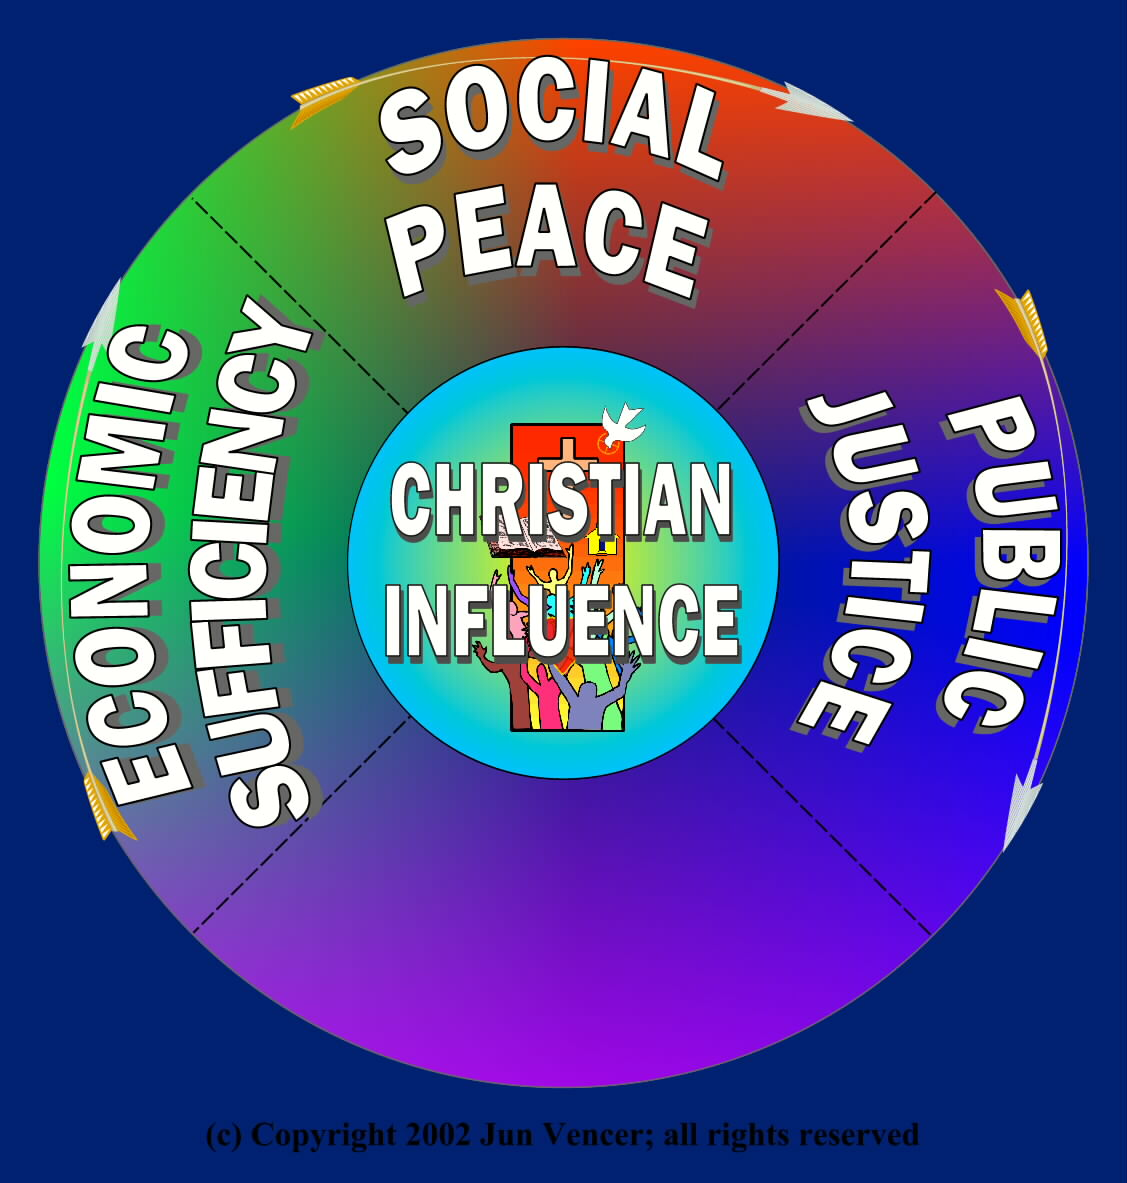 SOCIAL
PEACE
ECONOMIC
SUFFICIENCY
CHRISTIAN
INFLUENCE
PUBLIC
JUSTICE
(c) Copyright 2002 Jun Vencer; all rights reserved